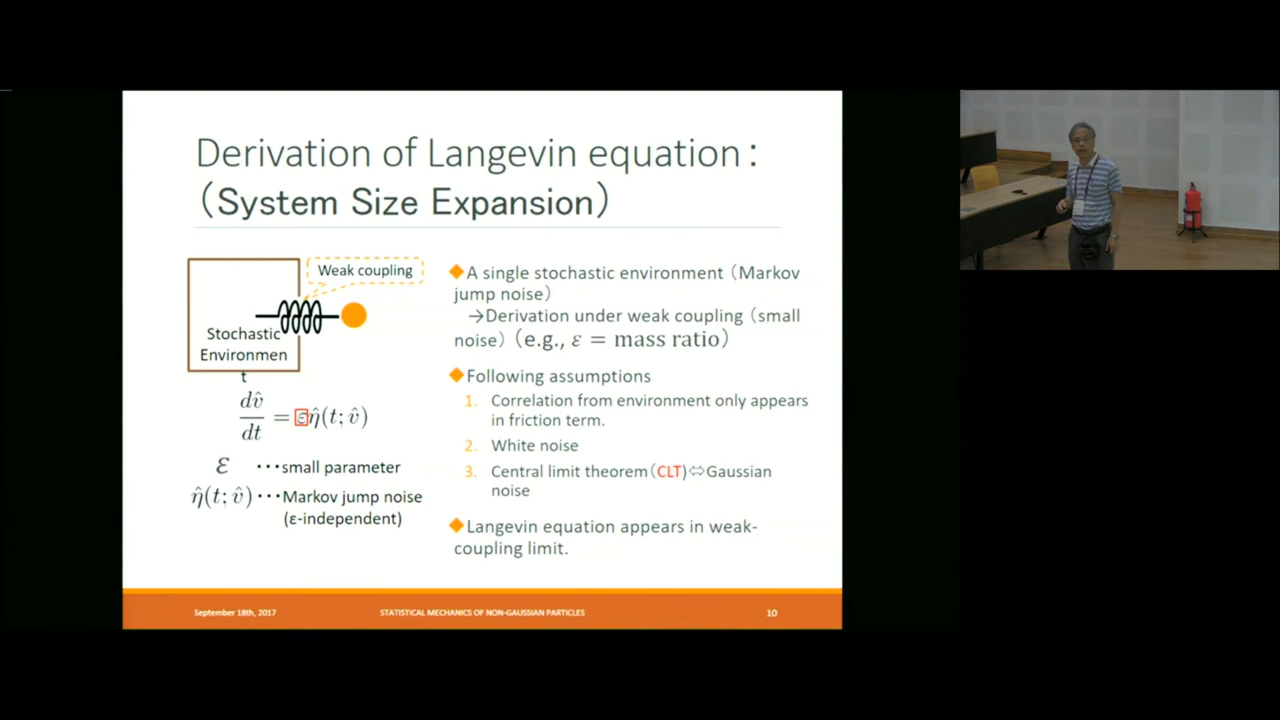 Derivation of Langevin equation：
（System Size Expansion）
Weak coupling
Stochastic
Environmen
t
dv̂/dt = εη̂(t; v̂)
ε ･･･small parameter
η̂(t; v̂)･･･Markov jump noise
(ε-independent)
◆A single stochastic environment（Markov
jump noise）
→Derivation under weak coupling（small
noise）（e.g., ε = mass ratio）
◆Following assumptions
1. Correlation from environment only appears
in friction term.
2. White noise
3. Central limit theorem（CLT）⇔Gaussian
noise
◆Langevin equation appears in weak-
coupling limit.
September 18th, 2017
STATISTICAL MECHANICS OF NON-GAUSSIAN PARTICLES
10